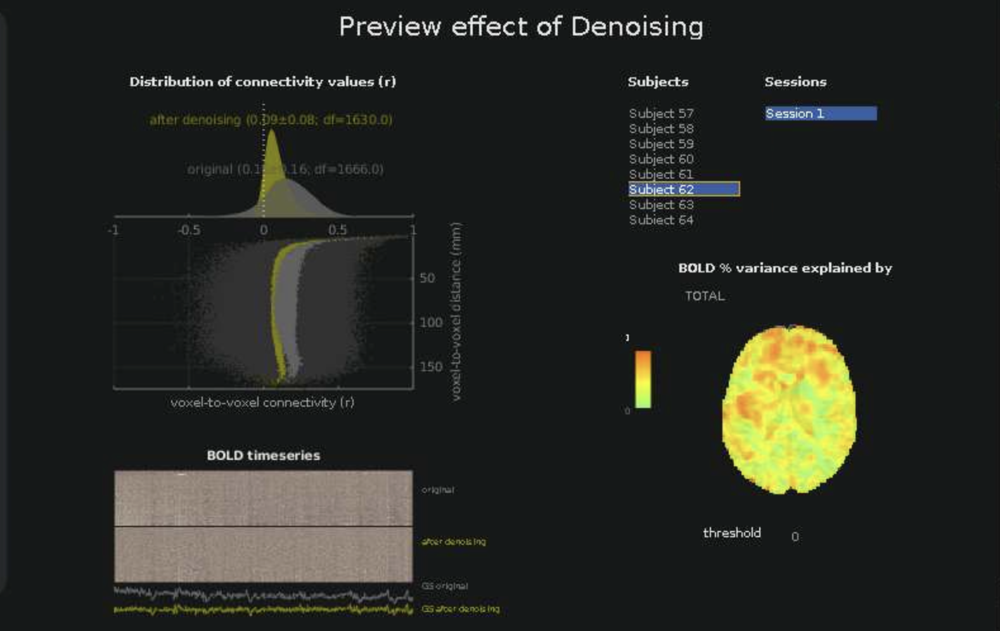 Preview effect of Denoising
Distribution of connectivity values (r)
after denoising (0.09±0.08; df=1630.0)
original 0.16; df=1666.0)
-1 -0.5 0 0.5 1
50
100
150
voxel-to-voxel distance (mm)
voxel-to-voxel connectivity (r)
BOLD timeseries
original
after denoising
GS original
GS after denoising
Subjects
Subject 57
Subject 58
Subject 59
Subject 60
Subject 61
Subject 62
Subject 63
Subject 64
Sessions
Session 1
BOLD % variance explained by
TOTAL
1
0
threshold 0